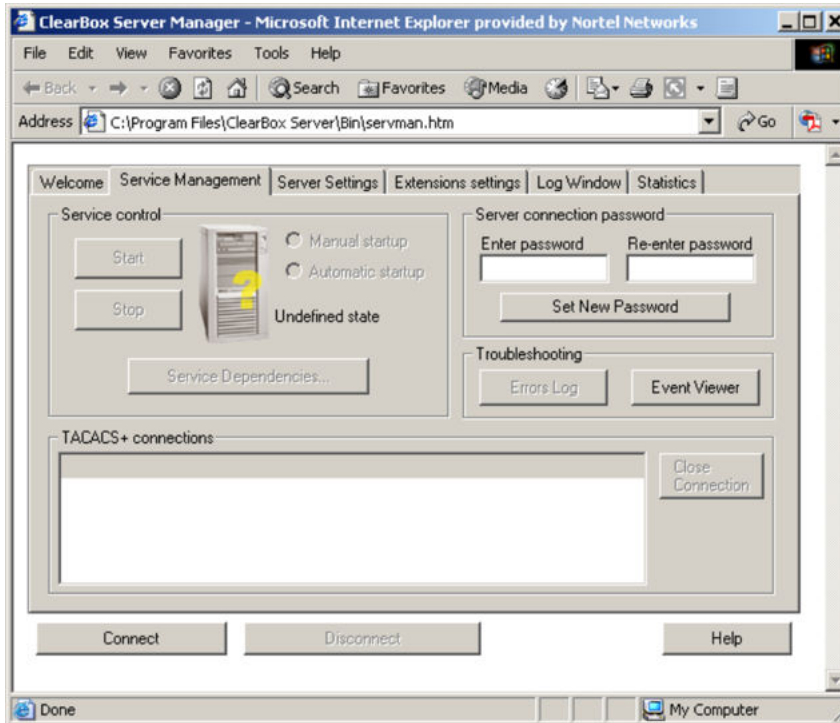 ClearBox Server Manager - Microsoft Internet Explorer provided by Nortel Networks
File Edit View Favorites Tools Help
Back Search Favorites Media
Address C:\Program Files\ClearBox Server\Bin\servman.htm Go
Welcome Service Management Server Settings Extensions settings Log Window Statistics
Service control
Start
Stop
Manual startup
Automatic startup
?
Undefined state
Service Dependencies...
Server connection password
Enter password Re-enter password
Set New Password
Troubleshooting
Errors Log Event Viewer
TACACS+ connections
Close
Connection
Connect Disconnect Help
Done My Computer